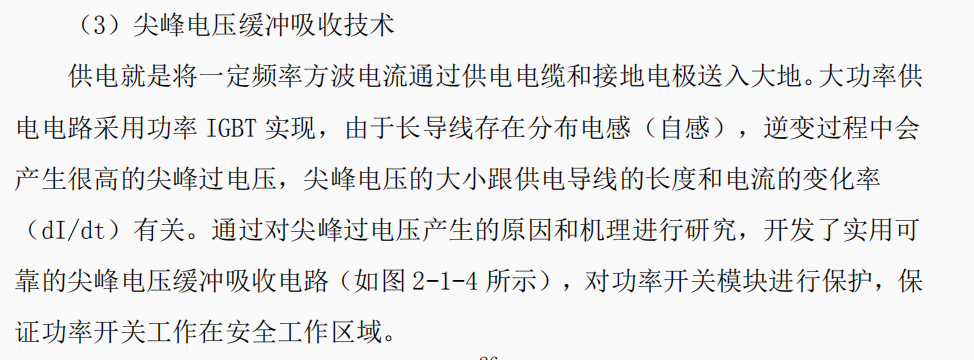 （3）尖峰电压缓冲吸收技术
供电就是将一定频率方波电流通过供电电缆和接地电极送入大地。大功率供
电电路采用功率 IGBT 实现，由于长导线存在分布电感（自感），逆变过程中会
产生很高的尖峰过电压，尖峰电压的大小跟供电导线的长度和电流的变化率
（dI/dt）有关。通过对尖峰过电压产生的原因和机理进行研究，开发了实用可
靠的尖峰电压缓冲吸收电路（如图 2-1-4 所示），对功率开关模块进行保护，保
证功率开关工作在安全工作区域。